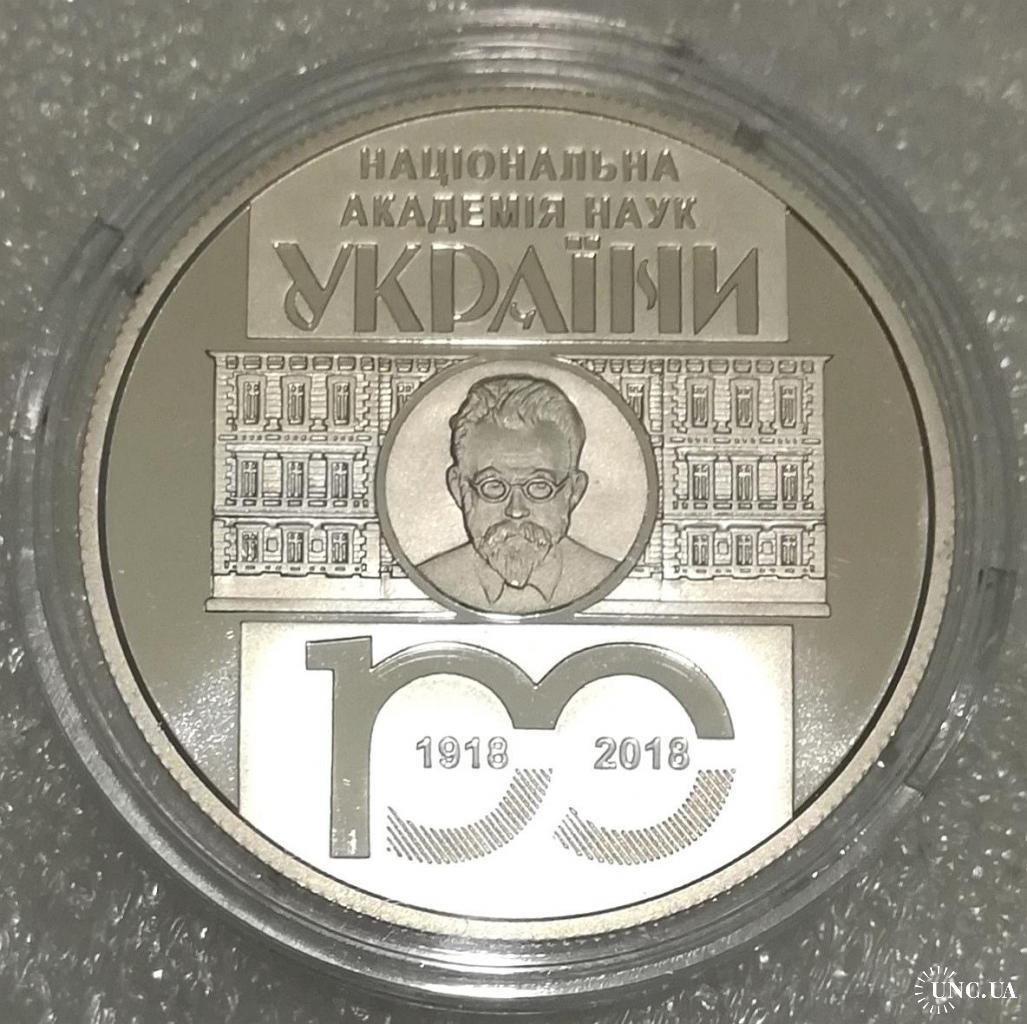 НАЦІОНАЛЬНА
АКАДЕМІЯ НАУК
УКРАЇНИ
100
1918 2018
UNC.UA